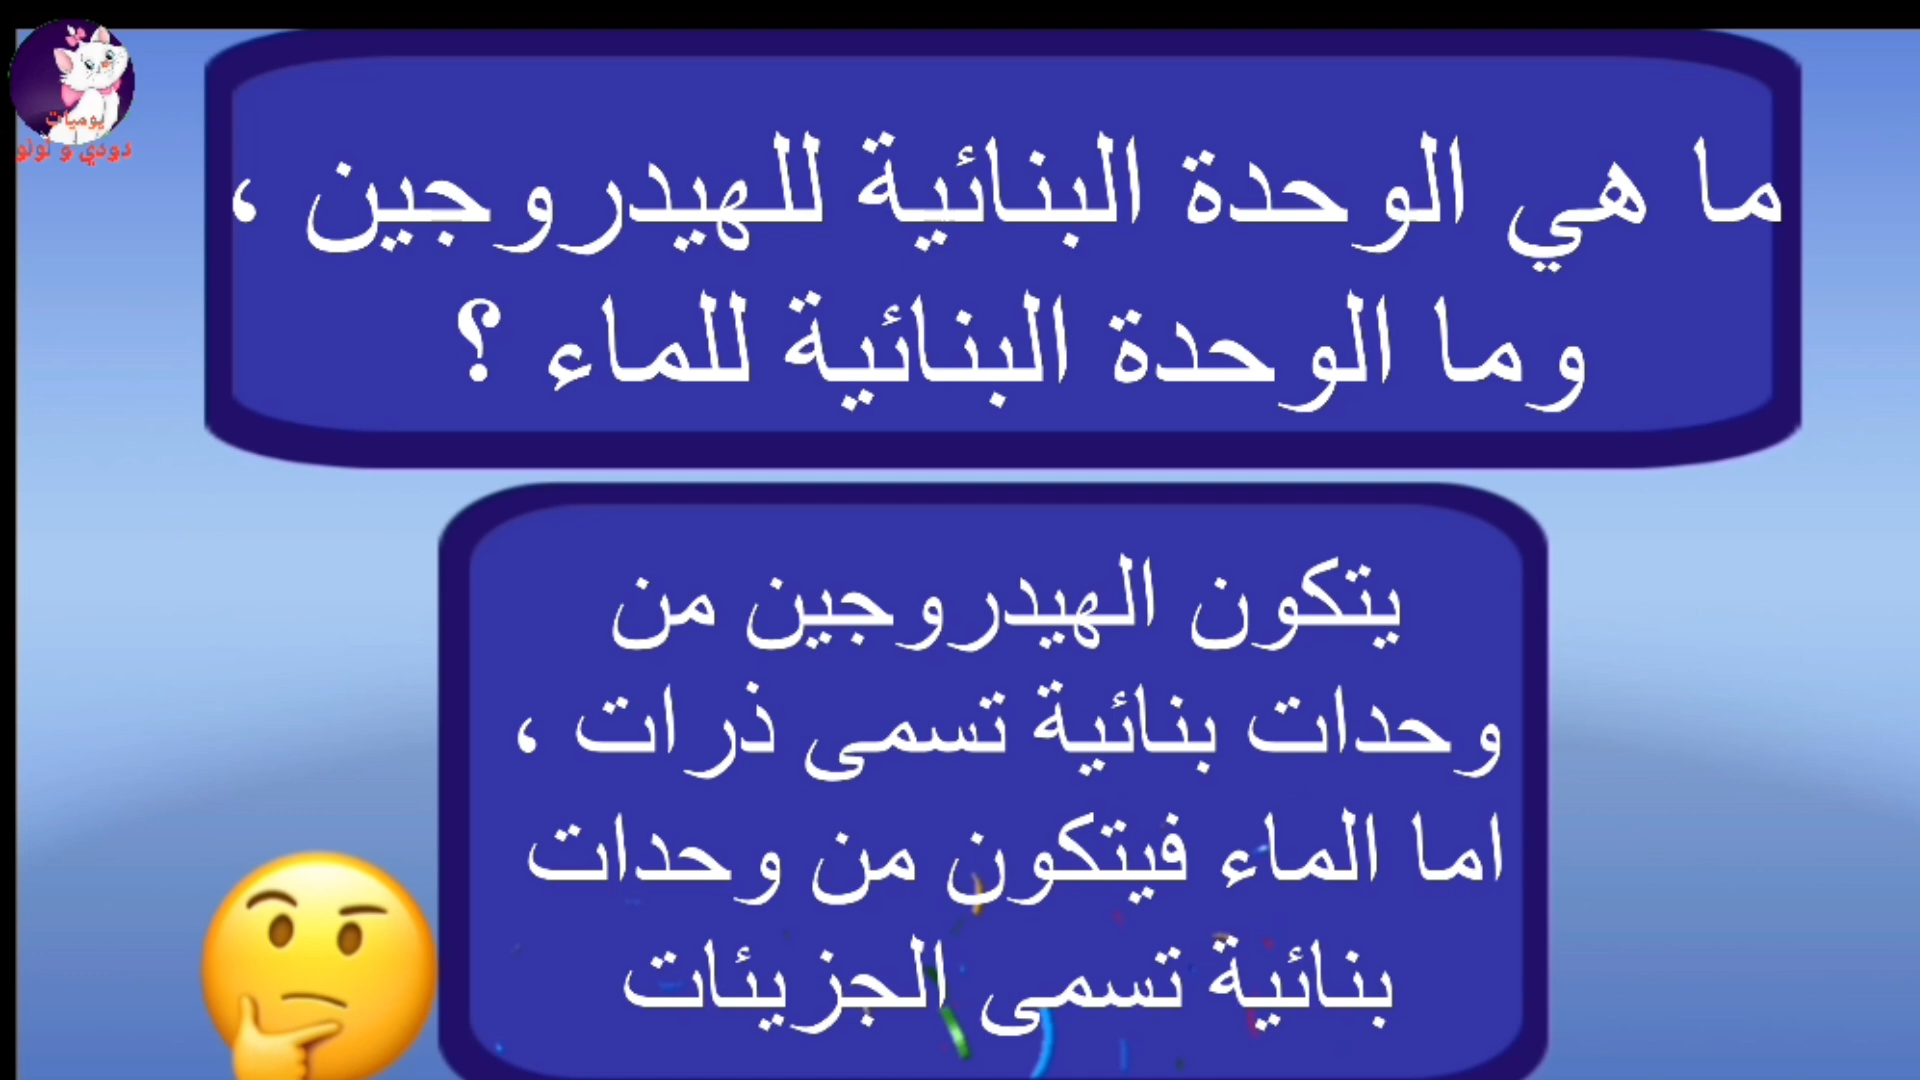 يوميات
دودي و لولو
ما هي الوحدة البنائية للهيدروجين ،
وما الوحدة البنائية للماء ؟
يتكون الهيدروجين من
وحدات بنائية تسمى ذرات ،
اما الماء فيتكون من وحدات
بنائية تسمى الجزيئات